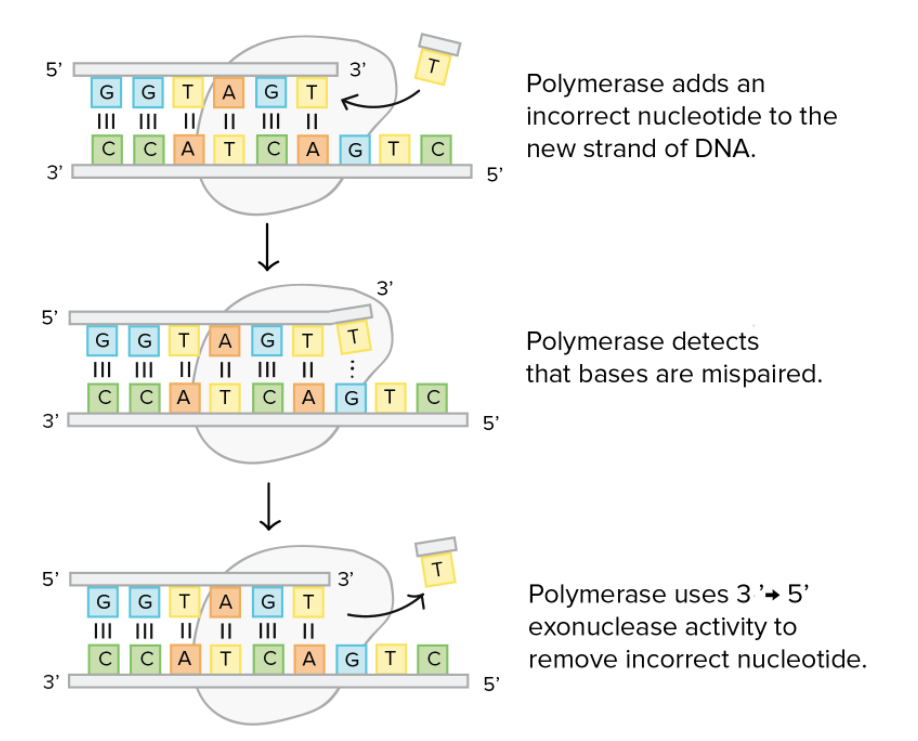 5’ 3’ T
G G T A G T
C C A T C A G T C
3’ 5’
Polymerase adds an
incorrect nucleotide to the
new strand of DNA.
3’
5’
G G T A G T T
C C A T C A G T C
3’ 5’
Polymerase detects
that bases are mispaired.
T
5’ 3’
G G T A G T
C C A T C A G T C
3’ 5’
Polymerase uses 3 ’→ 5’
exonuclease activity to
remove incorrect nucleotide.